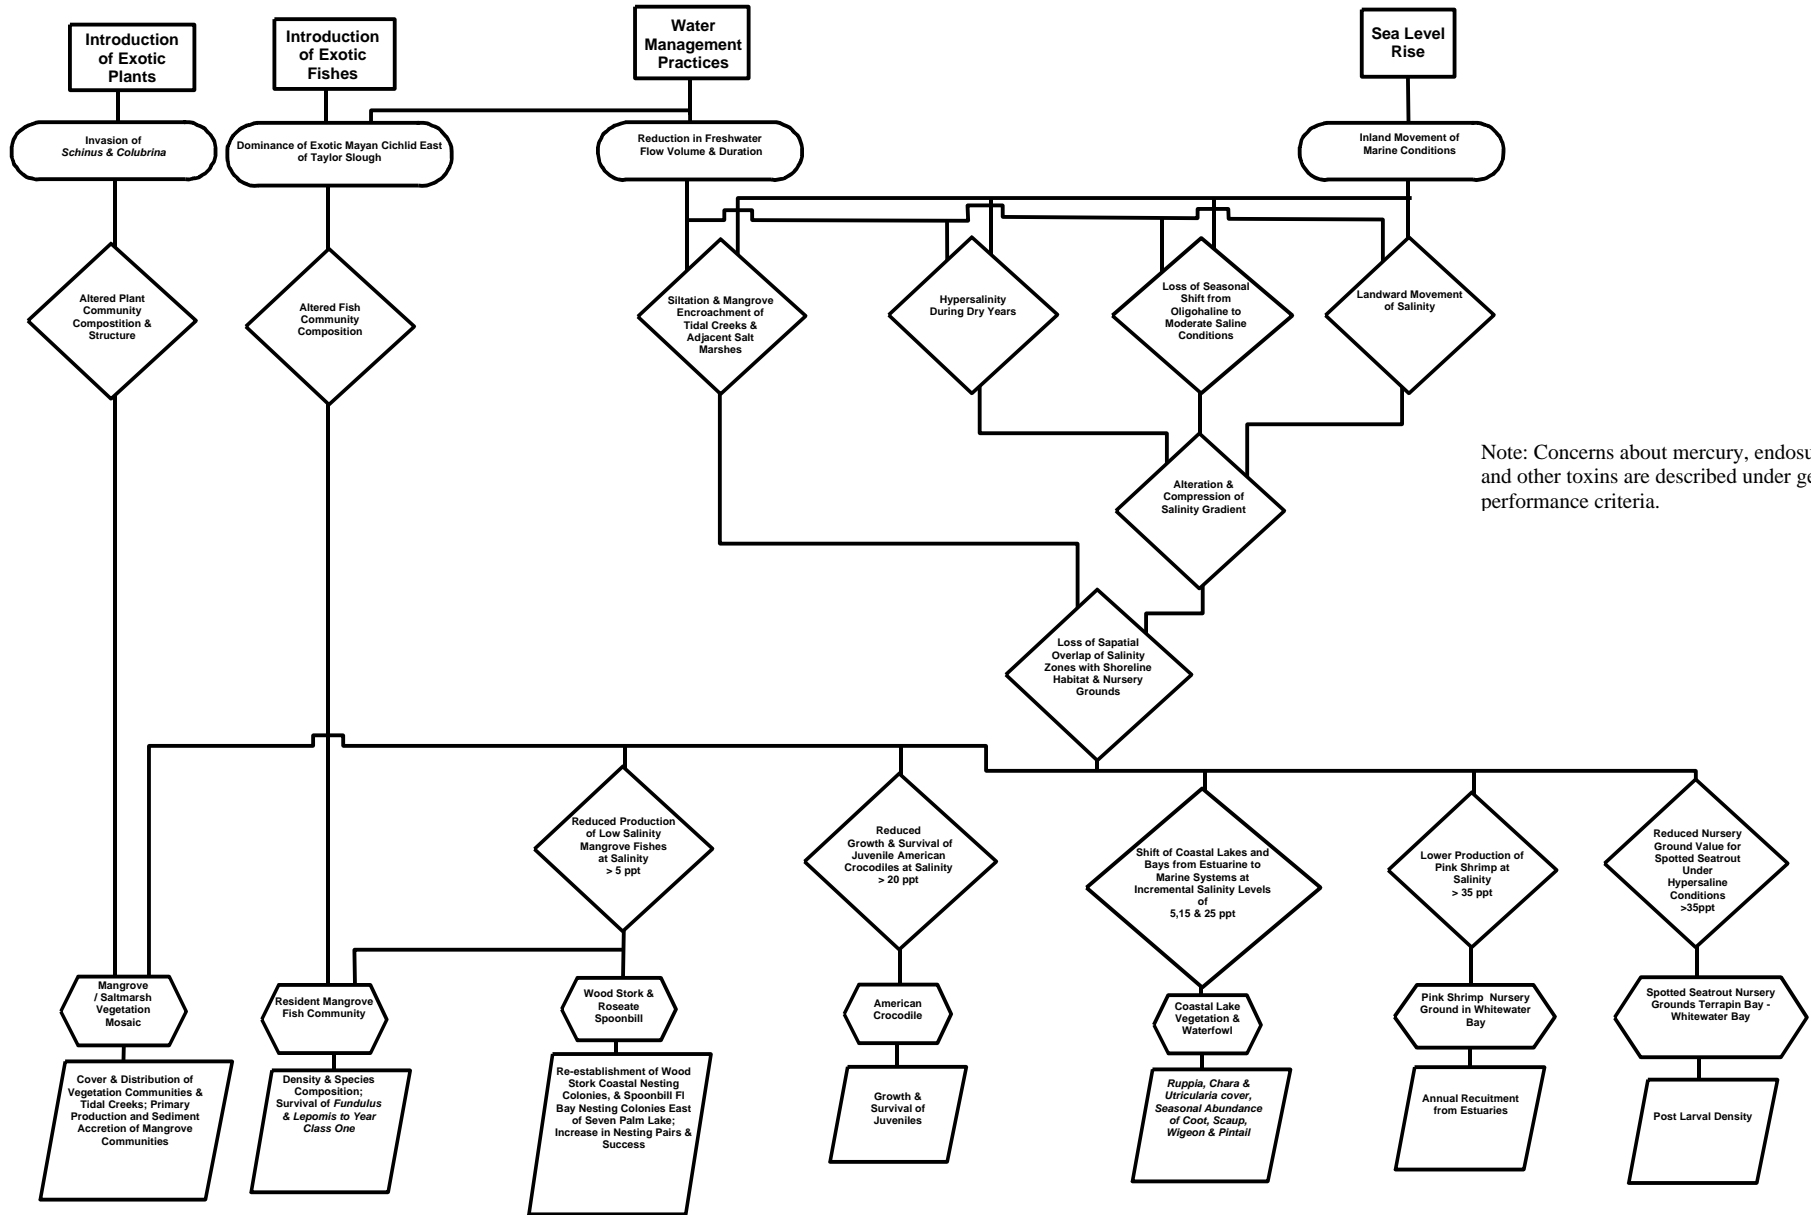 Introduction
of Exotic
Plants
Introduction
of Exotic
Fishes
Water
Management
Practices
Sea Level
Rise
Invasion of
Schinus & Colubrina
Dominance of Exotic Mayan Cichlid East
of Taylor Slough
Reduction in Freshwater
Flow Volume & Duration
Inland Movement of
Marine Conditions
Altered Plant
Community
Compostition &
Structure
Altered Fish
Community
Composition
Siltation & Mangrove
Encroachment of
Tidal Creeks &
Adjacent Salt
Marshes
Hypersalinity
During Dry Years
Loss of Seasonal
Shift from
Oligohaline to
Moderate Saline
Conditions
Landward Movement
of Salinity
Note: Concerns about mercury, endosu
and other toxins are described under ge
performance criteria.
Alteration &
Compression of
Salinity Gradient
Loss of Sapatial
Overlap of Salinity
Zones with Shoreline
Habitat & Nursery
Grounds
Reduced Production
of Low Salinity
Mangrove Fishes
at Salinity
> 5 ppt
Reduced
Growth & Survival of
Juvenile American
Crocodiles at Salinity
> 20 ppt
Shift of Coastal Lakes and
Bays from Estuarine to
Marine Systems at
Incremental Salinity Levels
of
5,15 & 25 ppt
Lower Production of
Pink Shrimp at
Salinity
> 35 ppt
Reduced Nursery
Ground Value for
Spotted Seatrout
Under
Hypersaline
Conditions
>35ppt
Mangrove
/ Saltmarsh
Vegetation
Mosaic
Resident Mangrove
Fish Community
Wood Stork &
Roseate
Spoonbill
American
Crocodile
Coastal Lake
Vegetation &
Waterfowl
Pink Shrimp Nursery
Ground in Whitewater
Bay
Spotted Seatrout Nursery
Grounds Terrapin Bay -
Whitewater Bay
Cover & Distribution of
Vegetation Communities &
Tidal Creeks; Primary
Production and Sediment
Accretion of Mangrove
Communities
Density & Species
Composition;
Survival of Fundulus
& Lepomis to Year
Class One
Re-establishment of Wood
Stork Coastal Nesting
Colonies, & Spoonbill Fl
Bay Nesting Colonies East
of Seven Palm Lake;
Increase in Nesting Pairs &
Success
Growth &
Survival of
Juveniles
Ruppia, Chara &
Utricularia cover,
Seasonal Abundance
of Coot, Scaup,
Wigeon & Pintail
Annual Recuitment
from Estuaries
Post Larval Density